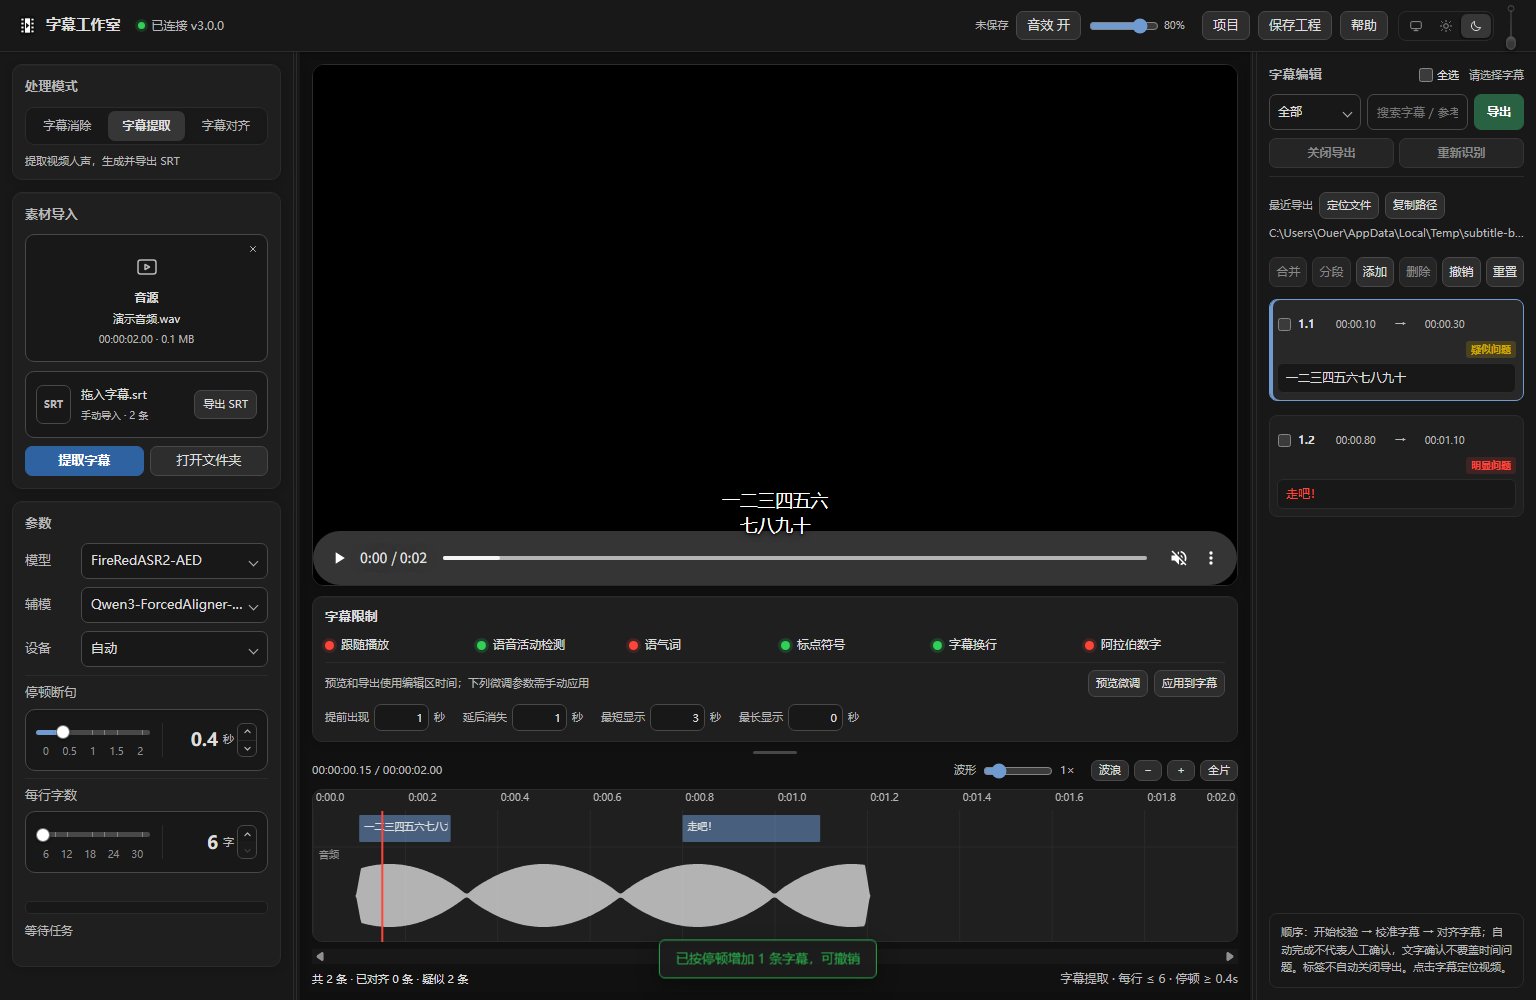 字幕工作室
已连接 v3.0.0
未保存
音效 开
80%
项目
保存工程
帮助
处理模式
字幕消除
字幕提取
字幕对齐
提取视频人声，生成并导出 SRT
素材导入
×
音源
演示音频.wav
00:00:02.00 · 0.1 MB
SRT
拖入字幕.srt
手动导入 · 2 条
导出 SRT
提取字幕
打开文件夹
参数
模型
FireRedASR2-AED
辅模
Qwen3-ForcedAligner-...
设备
自动
停顿断句
0 0.5 1 1.5 2
0.4 秒
每行字数
6 12 18 24 30
6 字
等待任务
一二三四五六
七八九十
0:00 / 0:02
字幕限制
跟随播放
语音活动检测
语气词
标点符号
字幕换行
阿拉伯数字
预览和导出使用编辑区时间；下列微调参数需手动应用
预览微调
应用到字幕
提前出现 1 秒
延后消失 1 秒
最短显示 3 秒
最长显示 0 秒
00:00:00.15 / 00:00:02.00
波形
1×
波浪
−
+
全片
0:00.0 0:00.2 0:00.4 0:00.6 0:00.8 0:01.0 0:01.2 0:01.4 0:01.6 0:01.8 0:02.0
一二三四五六七八
走吧！
音频
已按停顿增加 1 条字幕，可撤销
共 2 条 · 已对齐 0 条 · 疑似 2 条
字幕提取 · 每行 ≤ 6 · 停顿 ≥ 0.4s
字幕编辑
全选
请选择字幕
全部
搜索字幕 / 参考
导出
关闭导出
重新识别
最近导出
定位文件
复制路径
C:\Users\Ouer\AppData\Local\Temp\subtitle-b...
合并
分段
添加
删除
撤销
重置
1.1 00:00.10 → 00:00.30
疑似问题
一二三四五六七八九十
1.2 00:00.80 → 00:01.10
明显问题
走吧！
顺序：开始校验 → 校准字幕 → 对齐字幕；自
动完成不代表人工确认，文字确认不覆盖时间问
题。标签不自动关闭导出。点击字幕定位视频。